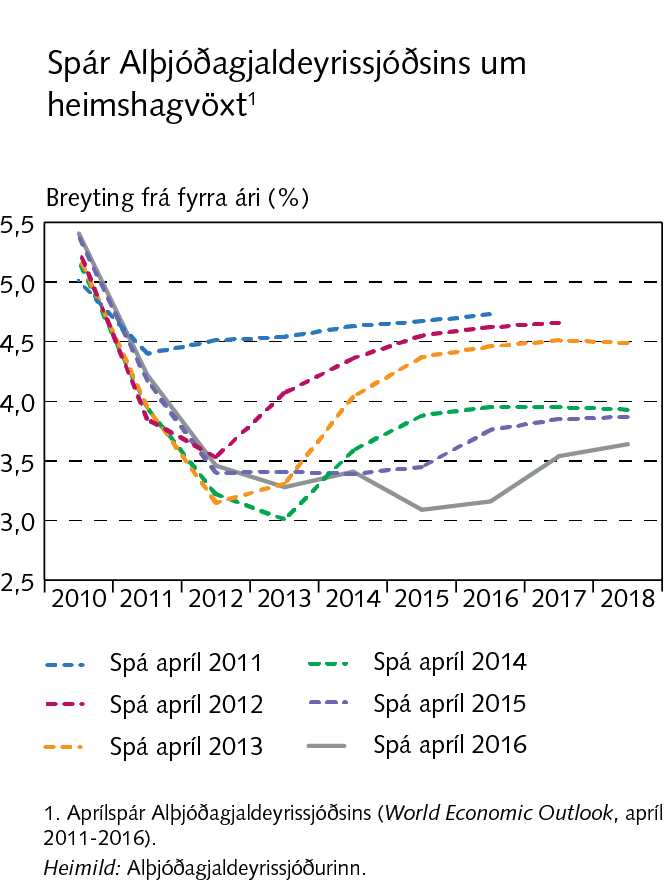 Spár Alþjóðagjaldeyrissjóðsins um
heimshagvöxt¹
Breyting frá fyrra ári (%)
5,5
5,0
4,5
4,0
3,5
3,0
2,5
2010 2011 2012 2013 2014 2015 2016 2017 2018
Spá apríl 2011
Spá apríl 2012
Spá apríl 2013
Spá apríl 2014
Spá apríl 2015
Spá apríl 2016
1. Aprílspár Alþjóðagjaldeyrissjóðsins (World Economic Outlook, apríl
2011-2016).
Heimild: Alþjóðagjaldeyrissjóðurinn.